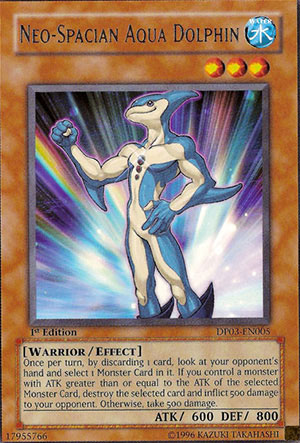 NEO-SPACIAN AQUA DOLPHIN
WATER
水
1st Edition
DP03-EN005
[WARRIOR / EFFECT]
Once per turn, by discarding 1 card, look at your opponent's
hand and select 1 Monster Card in it. If you control a monster
with ATK greater than or equal to the ATK of the selected
Monster Card, destroy the selected card and inflict 500 damage
to your opponent. Otherwise, take 500 damage.
ATK/ 600 DEF/ 800
17955766
©1996 KAZUKI TAKAHASHI